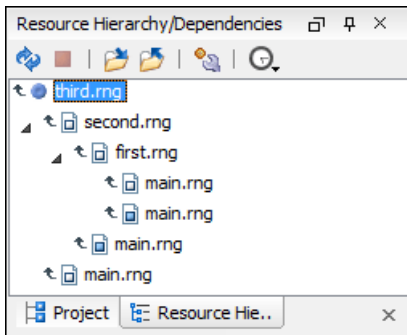 Resource Hierarchy/Dependencies
third.rng
second.rng
first.rng
main.rng
main.rng
main.rng
main.rng
Project Resource Hie..